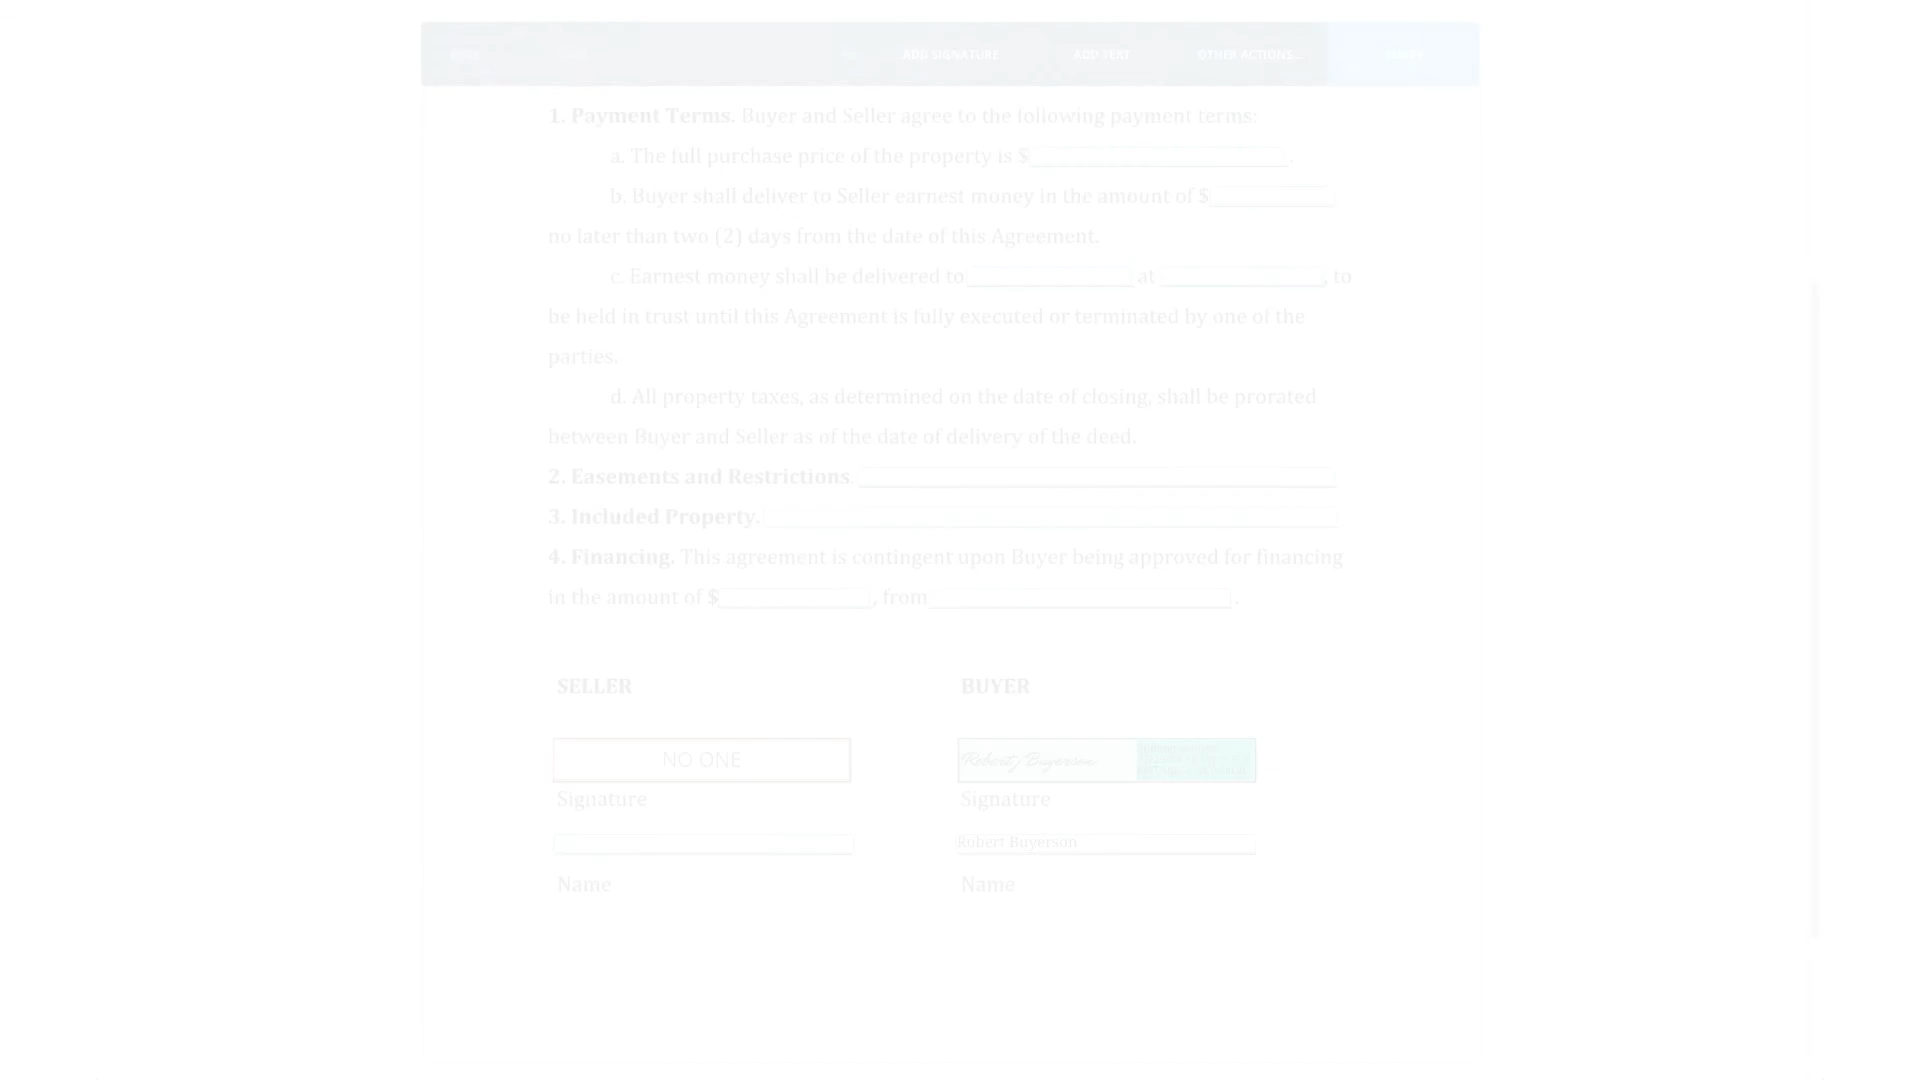 ADD SIGNATURE ADD TEXT OTHER ACTIONS...
1. Payment Terms. Buyer and Seller agree to the following payment terms:
a. The full purchase price of the property is $ .
b. Buyer shall deliver to Seller earnest money in the amount of $
no later than two (2) days from the date of this Agreement.
c. Earnest money shall be delivered to at , to
be held in trust until this Agreement is fully executed or terminated by one of the
parties.
d. All property taxes, as determined on the date of closing, shall be prorated
between Buyer and Seller as of the date of delivery of the deed.
2. Easements and Restrictions.
3. Included Property.
4. Financing. This agreement is contingent upon Buyer being approved for financing
in the amount of $ , from .
SELLER BUYER
NO ONE Robert Buyerson
Signature Signature
Robert Buyerson
Name Name